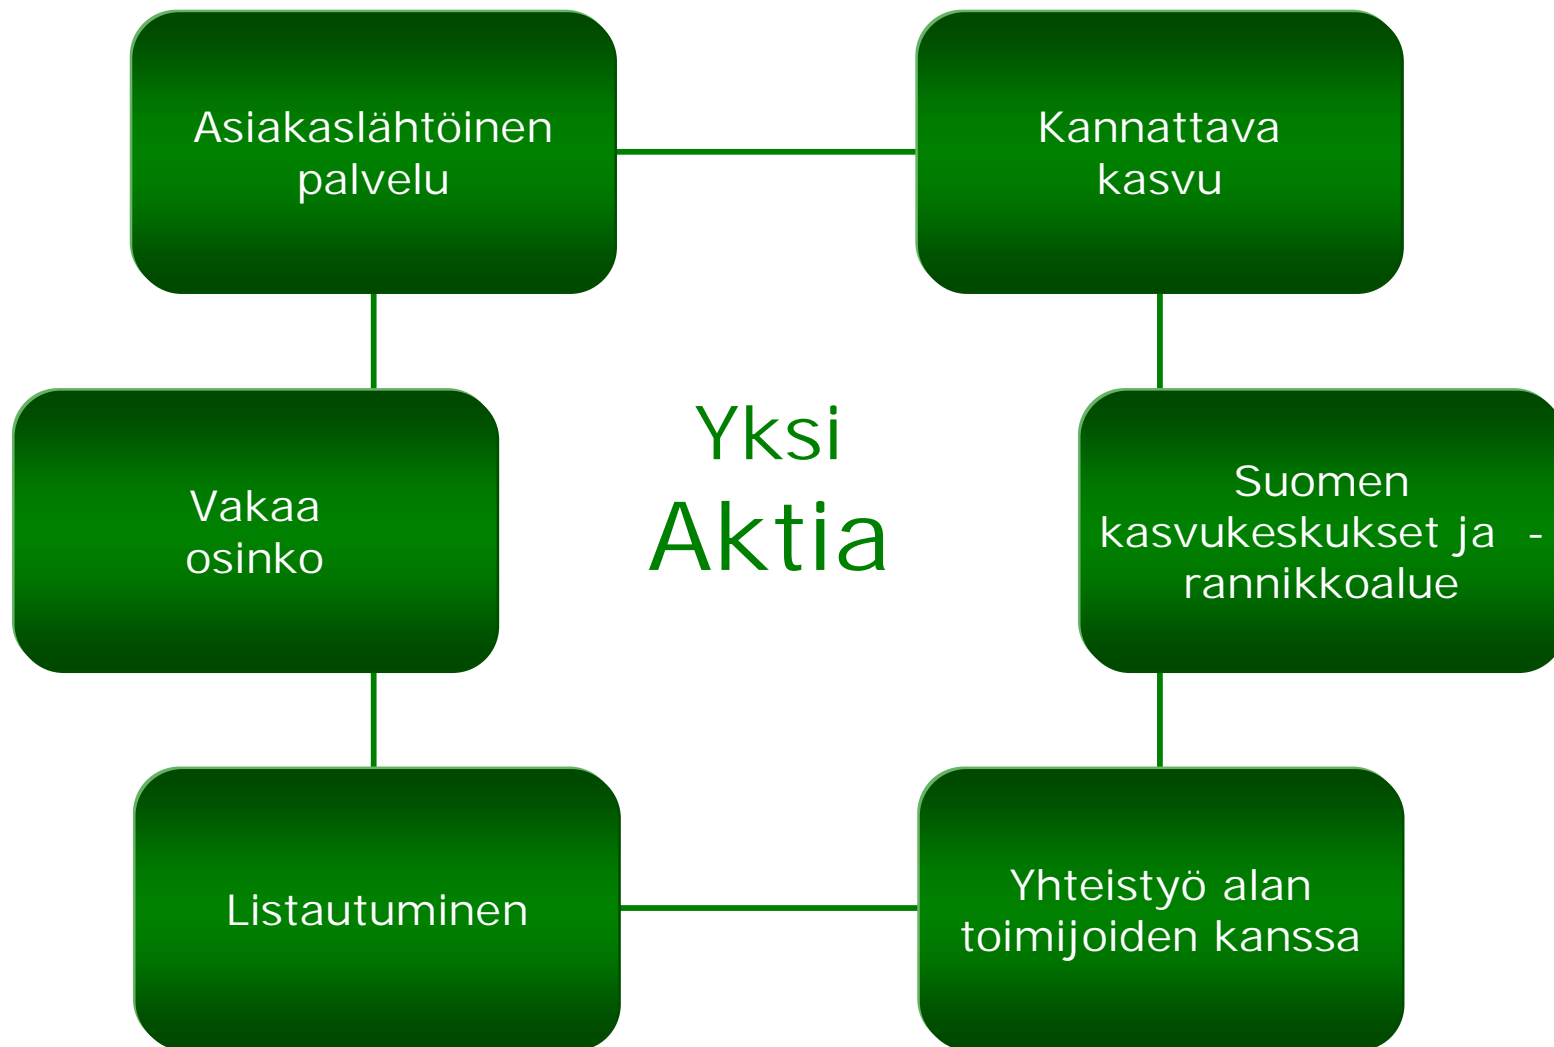 Asiakaslähtöinen
palvelu
Kannattava
kasvu
Yksi
Aktia
Vakaa
osinko
Suomen
kasvukeskukset ja -
rannikkoalue
Listautuminen
Yhteistyö alan
toimijoiden kanssa